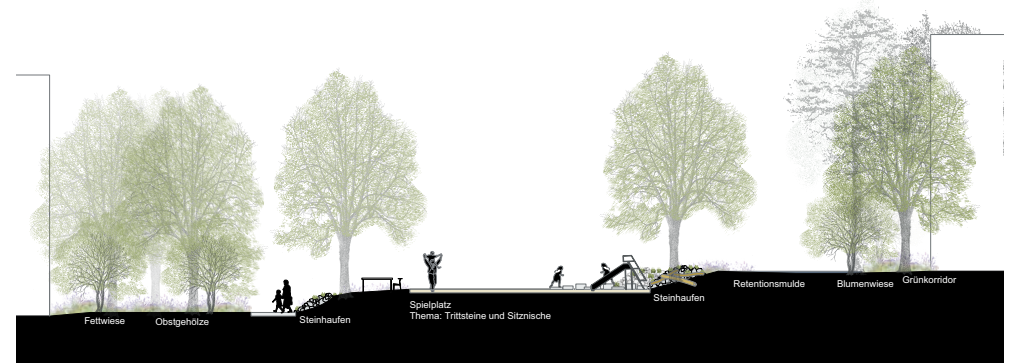 Fettwiese
Obstgehölze
Steinhaufen
Spielplatz
Thema: Trittsteine und Sitznische
Steinhaufen
Retentionsmulde
Blumenwiese
Grünkorridor